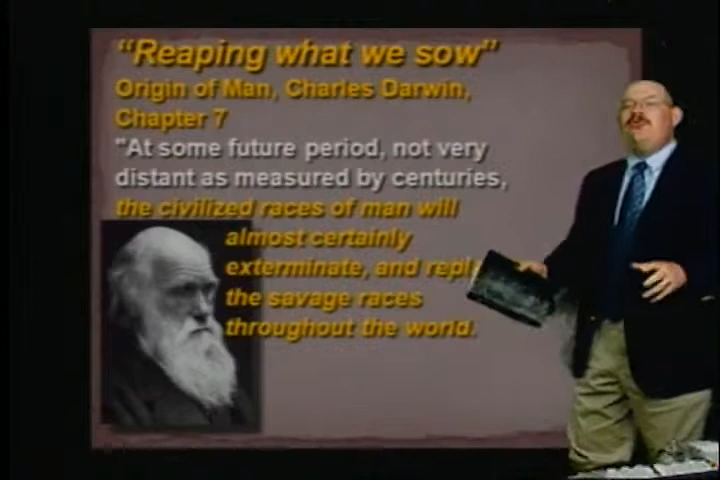 “Reaping what we sow”
Origin of Man, Charles Darwin,
Chapter 7
"At some future period, not very
distant as measured by centuries,
the civilized races of man will
almost certainly
exterminate, and
the savage races
throughout the world.